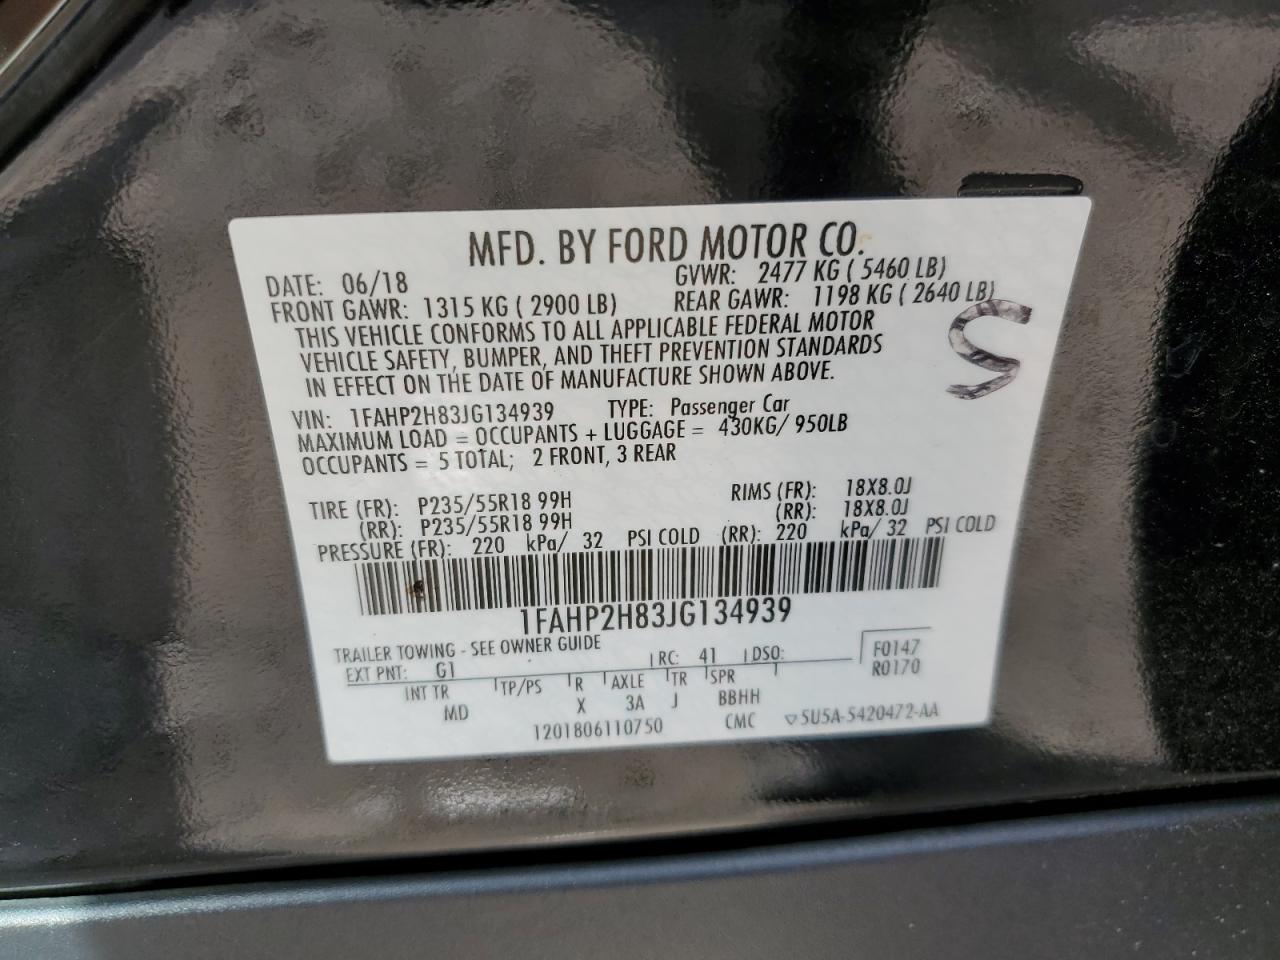 MFD. BY FORD MOTOR CO.
DATE: 06/18 GVWR: 2477 KG ( 5460 LB)
FRONT GAWR: 1315 KG ( 2900 LB) REAR GAWR: 1198 KG ( 2640 LB)
THIS VEHICLE CONFORMS TO ALL APPLICABLE FEDERAL MOTOR
VEHICLE SAFETY, BUMPER, AND THEFT PREVENTION STANDARDS
IN EFFECT ON THE DATE OF MANUFACTURE SHOWN ABOVE.
S
VIN: 1FAHP2H83JG134939 TYPE: Passenger Car
MAXIMUM LOAD = OCCUPANTS + LUGGAGE = 430KG/ 950LB
OCCUPANTS = 5 TOTAL; 2 FRONT, 3 REAR
TIRE (FR): P235/55R18 99H RIMS (FR): 18X8.0J
(RR): P235/55R18 99H (RR): 18X8.0J
PRESSURE (FR): 220 kPa/ 32 PSI COLD (RR): 220 kPa/ 32 PSI COLD
1FAHP2H83JG134939
TRAILER TOWING - SEE OWNER GUIDE
EXT PNT: G1 RC: 41 DSO: F0147
R0170
INT TR TP/PS R AXLE TR SPR
MD X 3A J BBHH
1201806110750 CMC ▽5U5A-5420472-AA